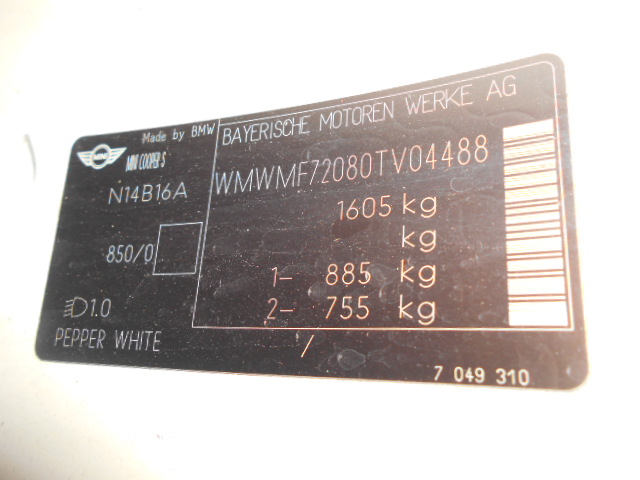 Made by BMW
MINI
MINI COOPER S
N14B16A
850/0
1.0
PEPPER WHITE
BAYERISCHE MOTOREN WERKE AG
WMWMF72080TV04488
1605 kg
kg
1- 885 kg
2- 755 kg
/
7 049 310